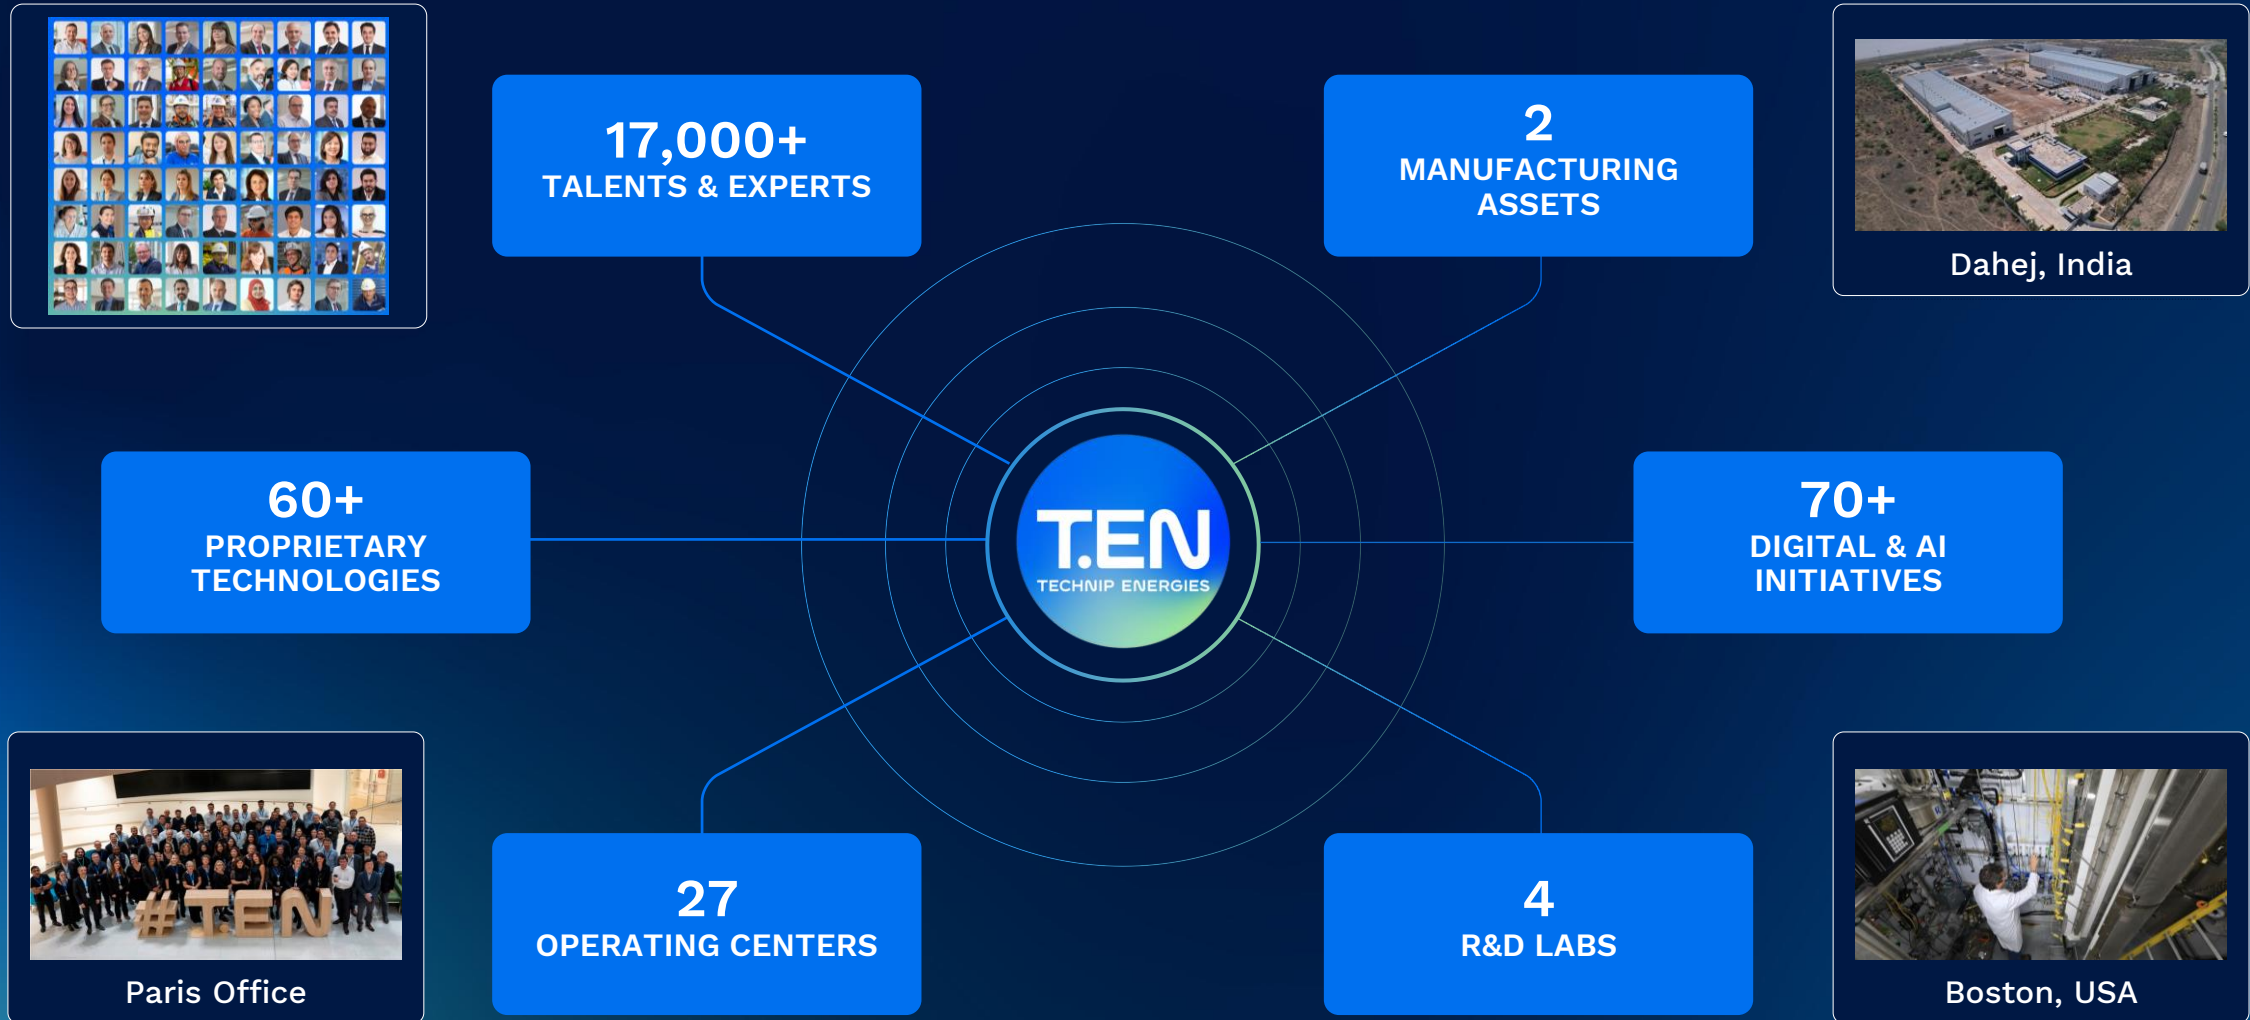 17,000+
TALENTS & EXPERTS
2
MANUFACTURING
ASSETS
Dahej, India
60+
PROPRIETARY
TECHNOLOGIES
T.EN
TECHNIP ENERGIES
70+
DIGITAL & AI
INITIATIVES
#T.EN
Paris Office
27
OPERATING CENTERS
4
R&D LABS
Boston, USA